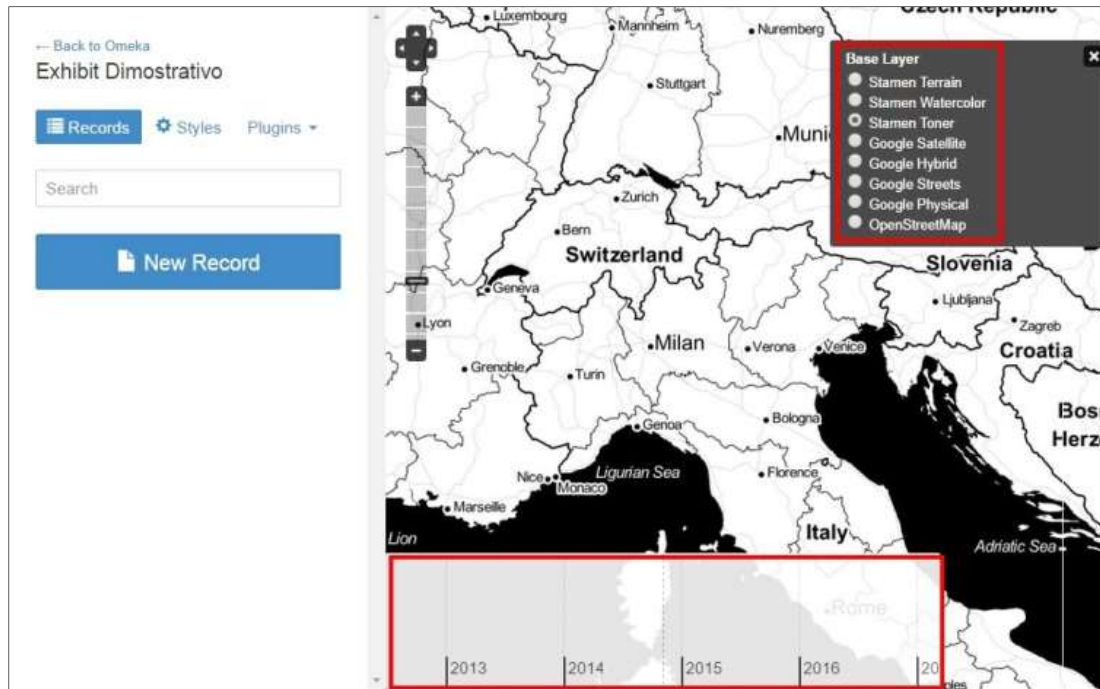 ← Back to Omeka
Exhibit Dimostrativo
Records
Styles
Plugins
Search
New Record
Luxembourg
Mannheim
Nuremberg
Czech Republic
Stuttgart
Base Layer
Stamen Terrain
Stamen Watercolor
Stamen Toner
Google Satellite
Google Hybrid
Google Streets
Google Physical
OpenStreetMap
Muni
Zurich
Bern
Switzerland
Slovenia
Geneva
Ljubljana
Lyon
Zagreb
Milan
Verona
Venice
Croatia
Grenoble
Turin
Bologna
Bos
Herz
Genoa
Nice
Monaco
Ligurian Sea
Florence
Marseille
Italy
Lion
Adriatic Sea
Rome
2013
2014
2015
2016
20
ples